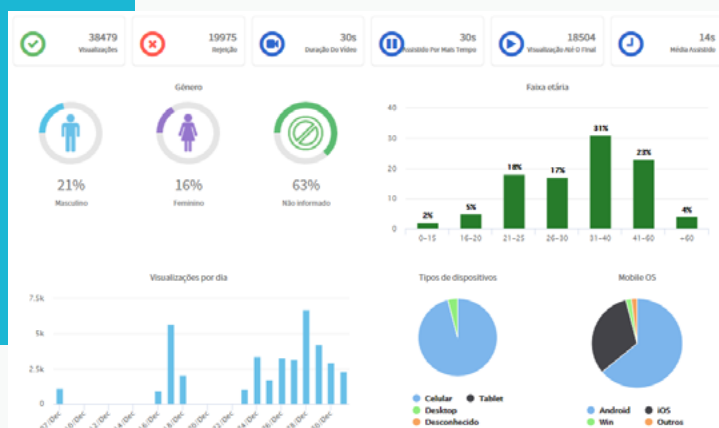 38479
Visualizações
19975
Rejeição
30s
Duração Do Vídeo
30s
Assistido Por Mais Tempo
18504
Visualização Até O Final
14s
Média Assistido
Gênero
21%
Masculino
16%
Feminino
63%
Não informado
Faixa etária
40
30
20
10
0
2%
5%
18%
17%
31%
23%
4%
0-15
16-20
21-25
26-30
31-40
41-60
+60
Visualizações por dia
7.5k
5k
2.5k
0
Tipos de dispositivos
Celular
Tablet
Desktop
Desconhecido
Mobile OS
Android
iOS
Win
Outros